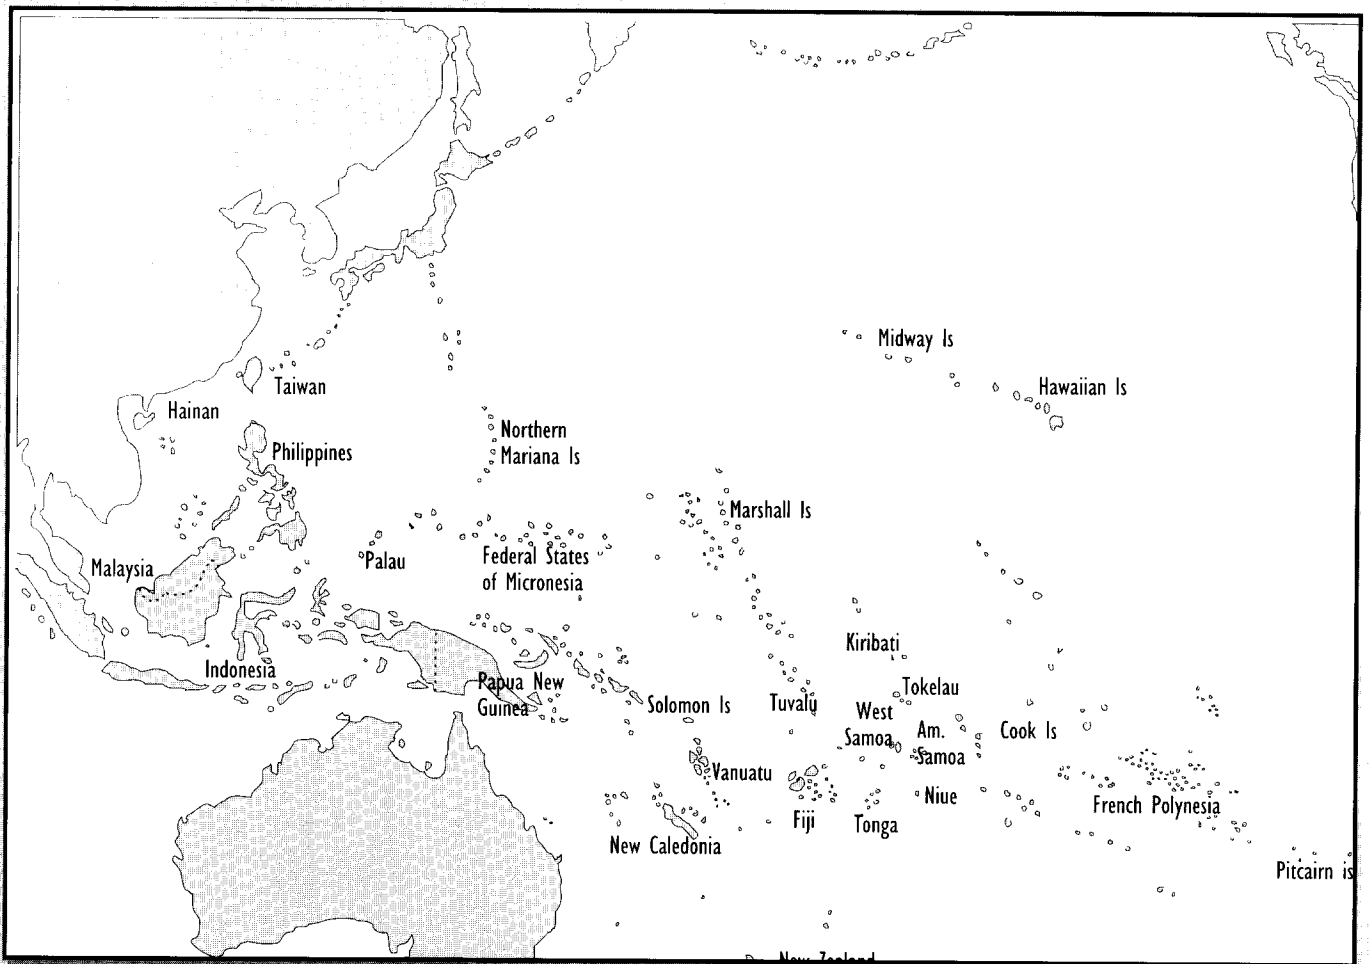 Midway Is
Hawaiian Is
Taiwan
Hainan
Northern
Mariana Is
Philippines
Marshall Is
Palau
Federal States
of Micronesia
Malaysia
Kiribati
Indonesia
Papua New
Guinea
Solomon Is
Tuvalu
Tokelau
West
Samoa
Am.
Samoa
Cook Is
Vanuatu
Fiji
Tonga
Niue
French Polynesia
New Caledonia
Pitcairn is
New Zealand